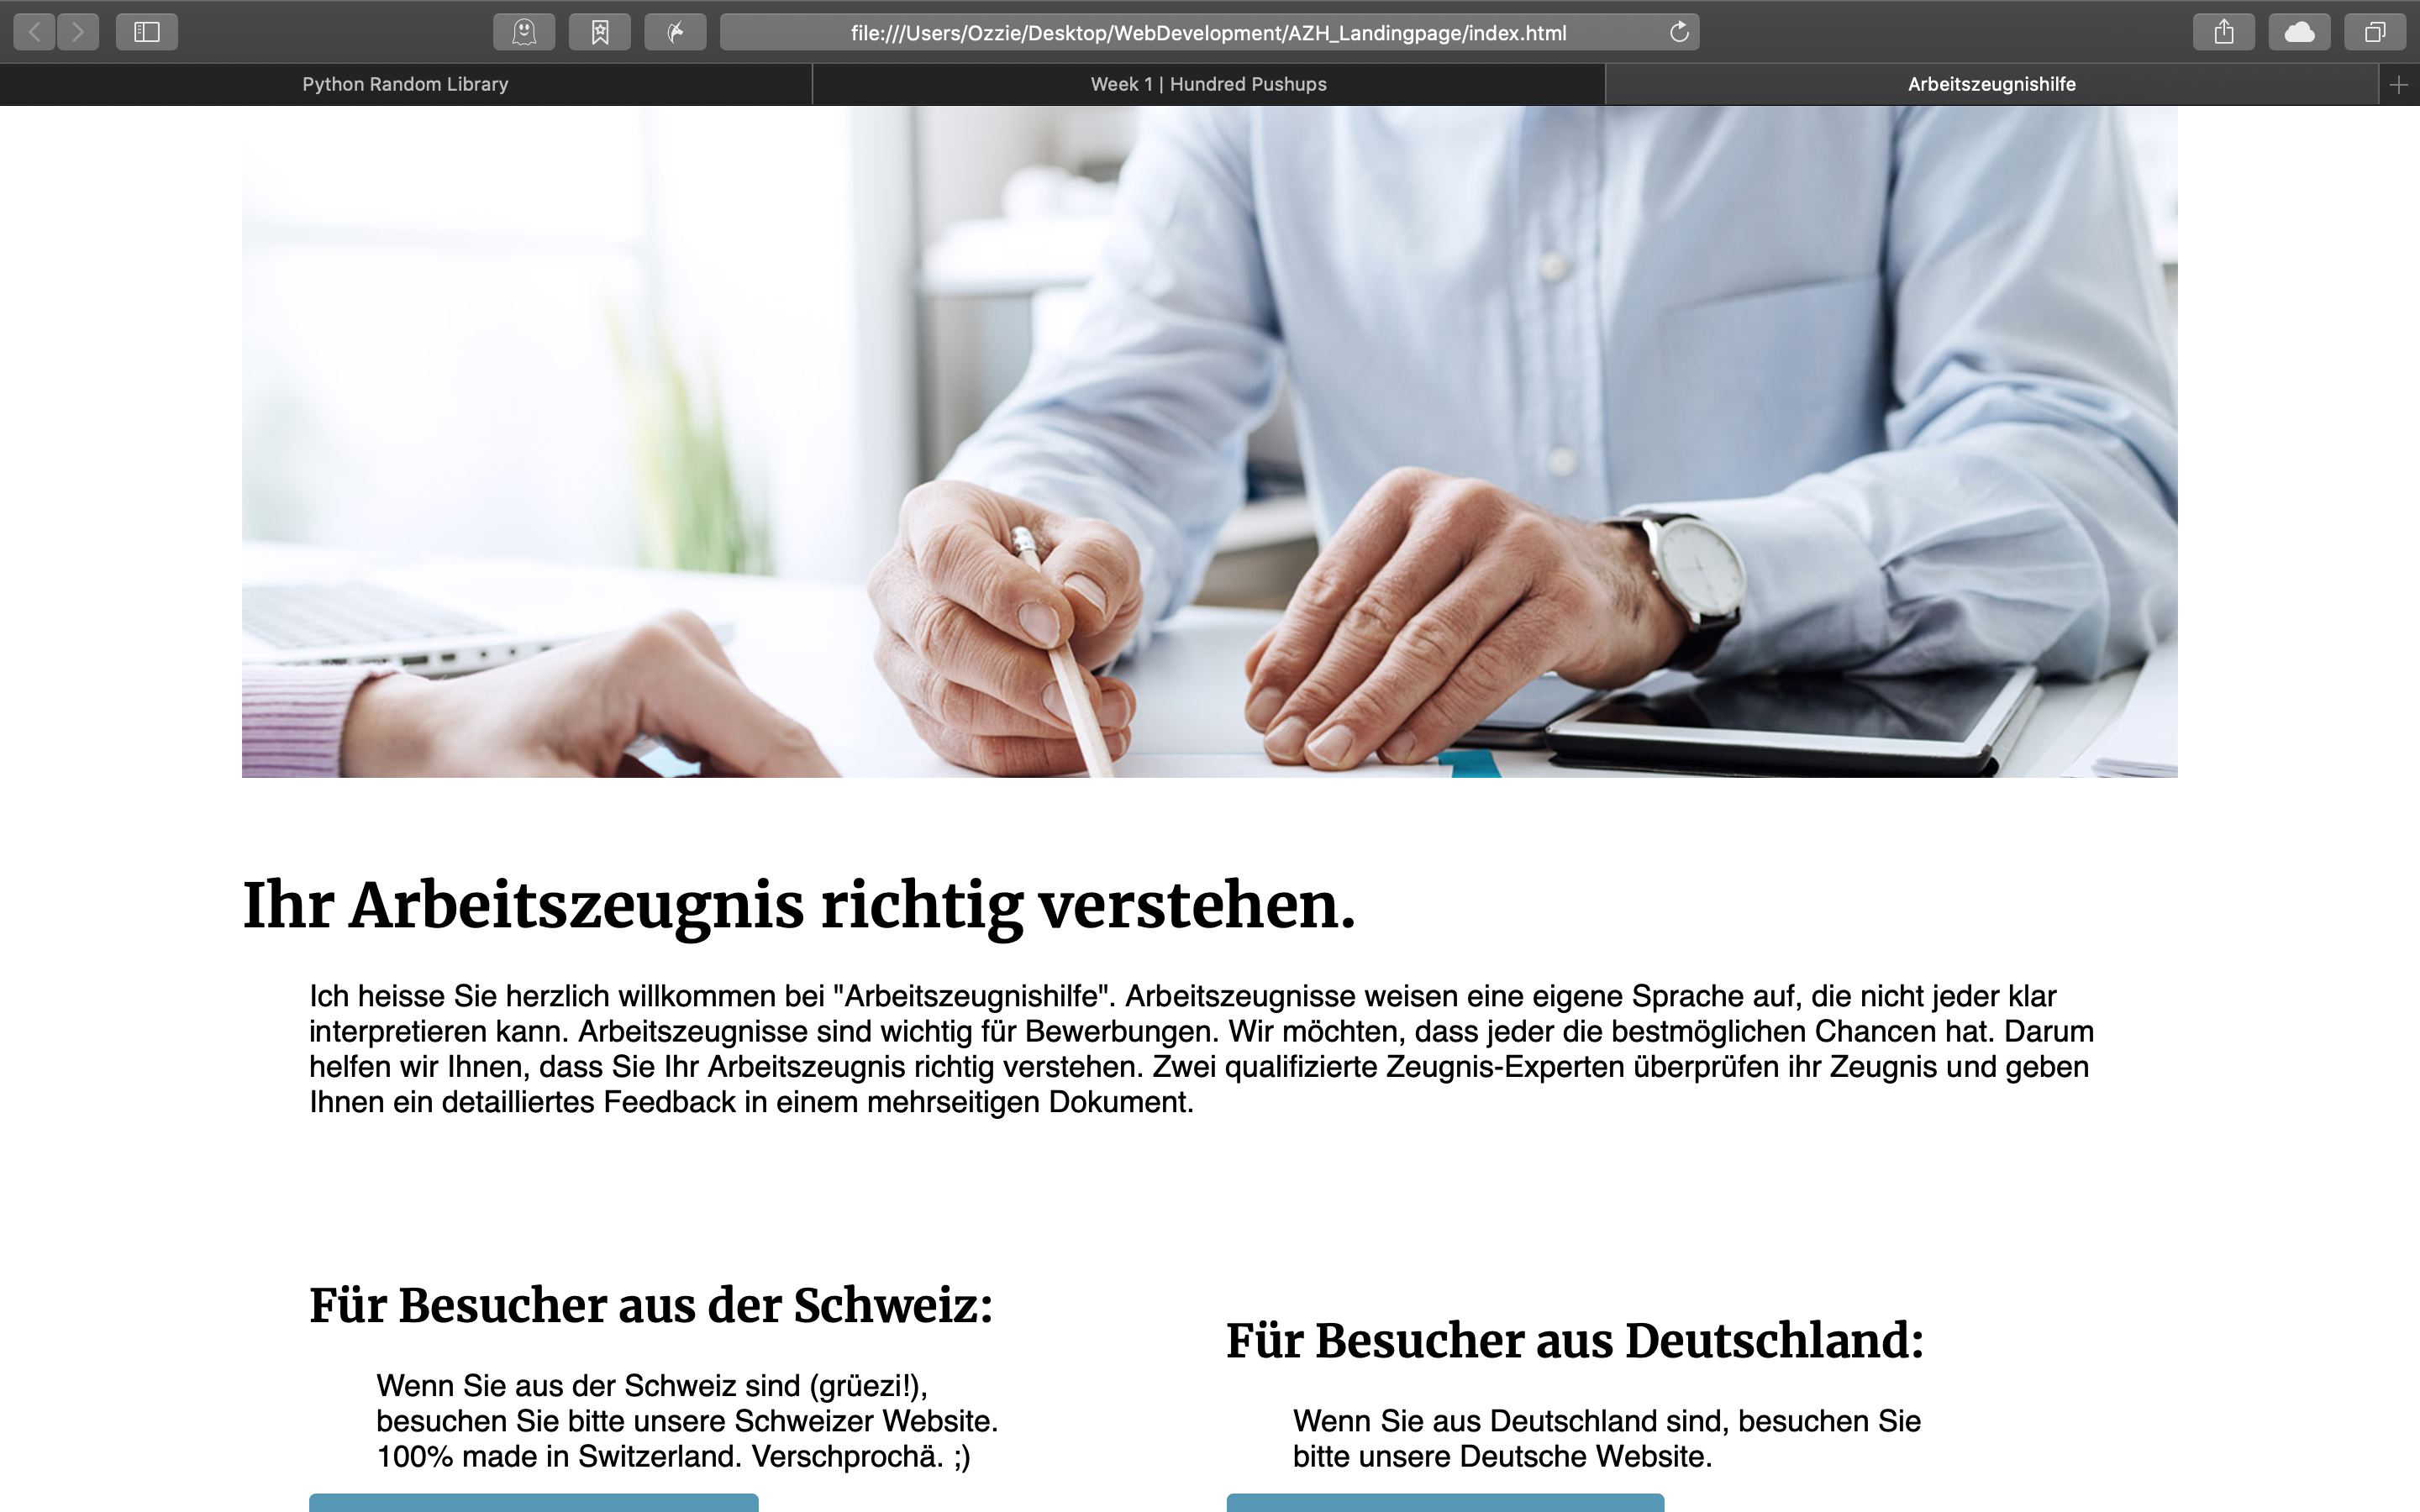 file:///Users/Ozzie/Desktop/WebDevelopment/AZH_Landingpage/index.html
Python Random Library
Week 1 | Hundred Pushups
Arbeitszeugnishilfe
Ihr Arbeitszeugnis richtig verstehen.
Ich heisse Sie herzlich willkommen bei "Arbeitszeugnishilfe". Arbeitszeugnisse weisen eine eigene Sprache auf, die nicht jeder klar
interpretieren kann. Arbeitszeugnisse sind wichtig für Bewerbungen. Wir möchten, dass jeder die bestmöglichen Chancen hat. Darum
helfen wir Ihnen, dass Sie Ihr Arbeitszeugnis richtig verstehen. Zwei qualifizierte Zeugnis-Experten überprüfen ihr Zeugnis und geben
Ihnen ein detailliertes Feedback in einem mehrseitigen Dokument.
Für Besucher aus der Schweiz:
Wenn Sie aus der Schweiz sind (grüezi!),
besuchen Sie bitte unsere Schweizer Website.
100% made in Switzerland. Verschprochä. ;)
Für Besucher aus Deutschland:
Wenn Sie aus Deutschland sind, besuchen Sie
bitte unsere Deutsche Website.